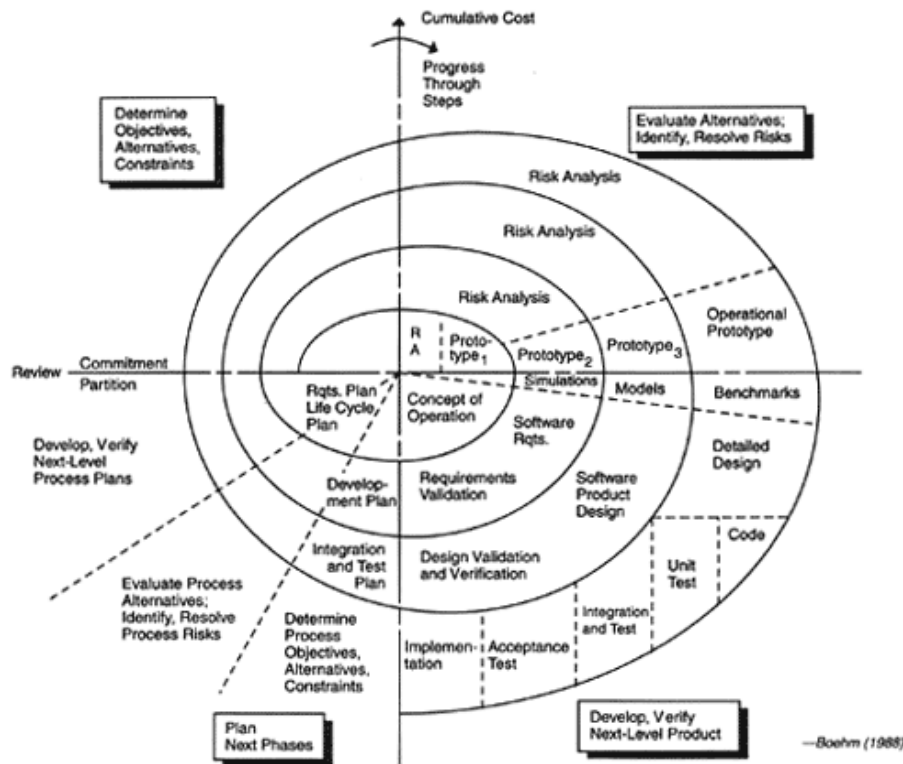 Cumulative Cost
Progress
Through
Steps
Determine
Objectives,
Alternatives,
Constraints
Evaluate Alternatives;
Identify, Resolve Risks
Risk Analysis
Risk Analysis
Risk Analysis
Operational
Prototype
R
A
Proto-
type1
Prototype2
Prototype3
Review
Commitment
Partition
Simulations
Models
Benchmarks
Rqts. Plan
Life Cycle
Plan
Concept of
Operation
Software
Rqts.
Develop, Verify
Next-Level
Process Plans
Detailed
Design
Develop-
ment Plan
Requirements
Validation
Software
Product
Design
Code
Unit
Test
Integration
and Test
Plan
Design Validation
and Verification
Evaluate Process
Alternatives;
Identify, Resolve
Process Risks
Integration
and Test
Determine
Process
Objectives,
Alternatives,
Constraints
Implemen-
tation
Acceptance
Test
Plan
Next Phases
Develop, Verify
Next-Level Product
—Boehm (1988)